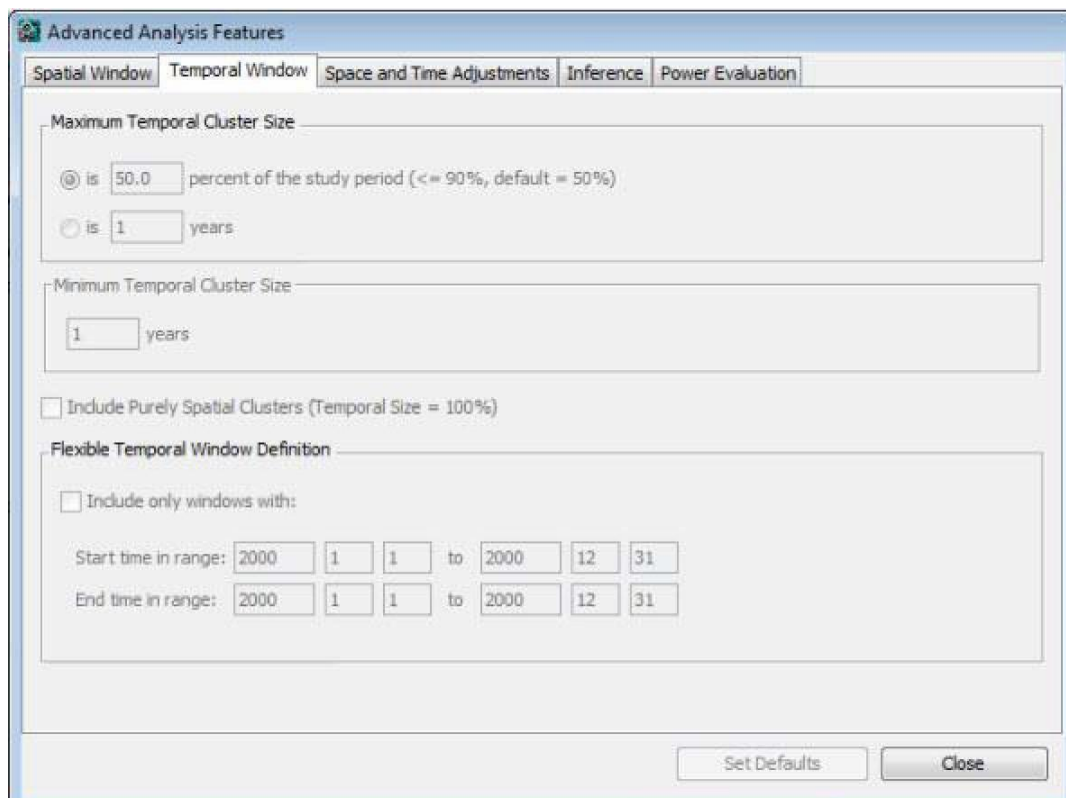 Advanced Analysis Features
Spatial Window Temporal Window Space and Time Adjustments Inference Power Evaluation
Maximum Temporal Cluster Size
is 50.0 percent of the study period (<= 90%, default = 50%)
is 1 years
Minimum Temporal Cluster Size
1 years
Include Purely Spatial Clusters (Temporal Size = 100%)
Flexible Temporal Window Definition
Include only windows with:
Start time in range: 2000 1 1 to 2000 12 31
End time in range: 2000 1 1 to 2000 12 31
Set Defaults Close